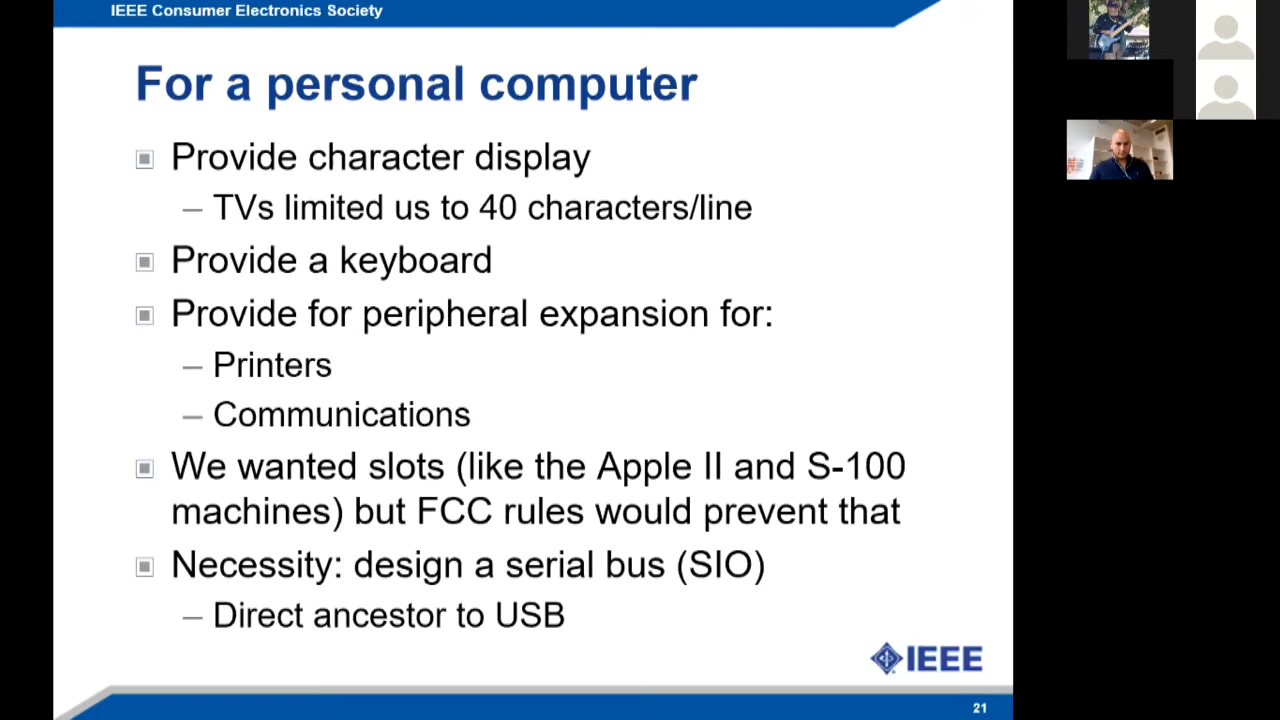 IEEE Consumer Electronics Society
For a personal computer
Provide character display
– TVs limited us to 40 characters/line
Provide a keyboard
Provide for peripheral expansion for:
– Printers
– Communications
We wanted slots (like the Apple II and S-100
machines) but FCC rules would prevent that
Necessity: design a serial bus (SIO)
– Direct ancestor to USB
IEEE
21